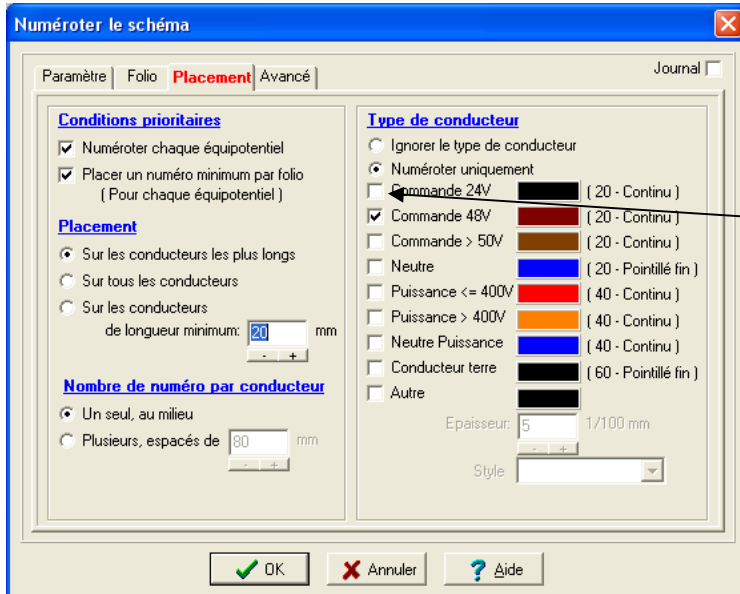 Numéroter le schéma
Journal
Paramètre Folio Placement Avancé
Conditions prioritaires
Numéroter chaque équipotentiel
Placer un numéro minimum par folio
( Pour chaque équipotentiel )
Placement
Sur les conducteurs les plus longs
Sur tous les conducteurs
Sur les conducteurs
de longueur minimum: 20 mm
- +
Nombre de numéro par conducteur
Un seul, au milieu
Plusieurs, espacés de 80 mm
- +
Type de conducteur
Ignorer le type de conducteur
Numéroter uniquement
Commande 24V ( 20 - Continu )
Commande 48V ( 20 - Continu )
Commande > 50V ( 20 - Continu )
Neutre ( 20 - Pointillé fin )
Puissance <= 400V ( 40 - Continu )
Puissance > 400V ( 40 - Continu )
Neutre Puissance ( 40 - Continu )
Conducteur terre ( 60 - Pointillé fin )
Autre
Epaisseur: 5 1/100 mm
- +
Style
OK Annuler ? Aide